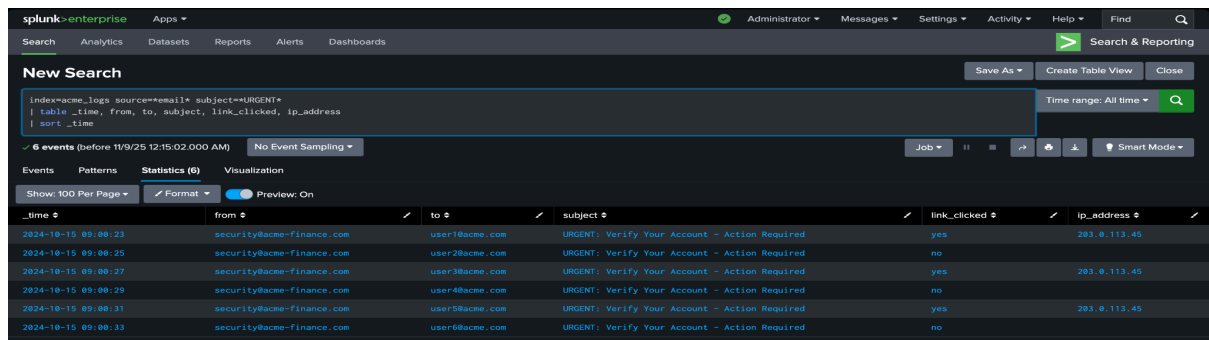 splunk>enterprise Apps Administrator Messages Settings Activity Help Find
Search Analytics Datasets Reports Alerts Dashboards Search & Reporting
New Search Save As Create Table View Close
index=acme_logs source=*email* subject=*URGENT* Time range: All time
| table _time, from, to, subject, link_clicked, ip_address
| sort _time
6 events (before 11/9/25 12:15:02.000 AM) No Event Sampling Job Smart Mode
Events Patterns Statistics (6) Visualization
Show: 100 Per Page Format Preview: On
_time from to subject link_clicked ip_address
2024-10-15 09:00:23 security@acme-finance.com user1@acme.com URGENT: Verify Your Account - Action Required yes 203.0.113.45
2024-10-15 09:00:25 security@acme-finance.com user2@acme.com URGENT: Verify Your Account - Action Required no
2024-10-15 09:00:27 security@acme-finance.com user3@acme.com URGENT: Verify Your Account - Action Required yes 203.0.113.45
2024-10-15 09:00:29 security@acme-finance.com user4@acme.com URGENT: Verify Your Account - Action Required no
2024-10-15 09:00:31 security@acme-finance.com user5@acme.com URGENT: Verify Your Account - Action Required yes 203.0.113.45
2024-10-15 09:00:33 security@acme-finance.com user6@acme.com URGENT: Verify Your Account - Action Required no